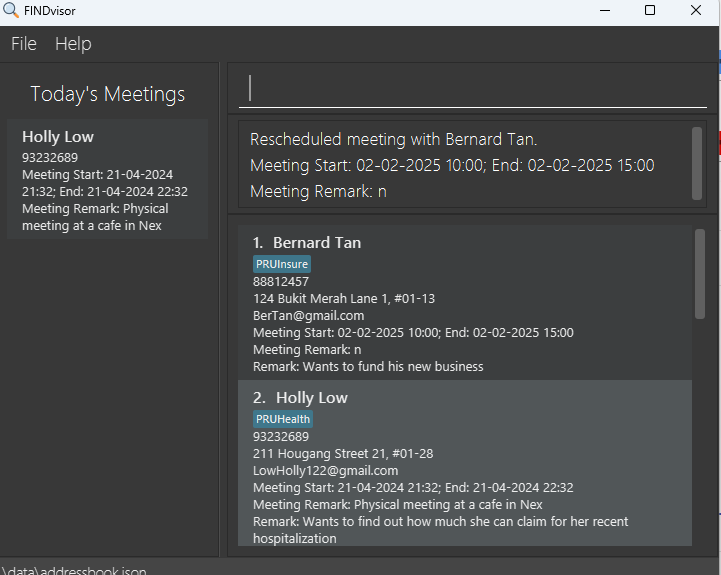 FINDvisor
File Help
Today's Meetings
Holly Low
93232689
Meeting Start: 21-04-2024
21:32; End: 21-04-2024 22:32
Meeting Remark: Physical
meeting at a cafe in Nex
Rescheduled meeting with Bernard Tan.
Meeting Start: 02-02-2025 10:00; End: 02-02-2025 15:00
Meeting Remark: n
1. Bernard Tan
PRUInsure
88812457
124 Bukit Merah Lane 1, #01-13
BerTan@gmail.com
Meeting Start: 02-02-2025 10:00; End: 02-02-2025 15:00
Meeting Remark: n
Remark: Wants to fund his new business
2. Holly Low
PRUHealth
93232689
211 Hougang Street 21, #01-28
LowHolly122@gmail.com
Meeting Start: 21-04-2024 21:32; End: 21-04-2024 22:32
Meeting Remark: Physical meeting at a cafe in Nex
Remark: Wants to find out how much she can claim for her recent
hospitalization
.\data\addressbook.json